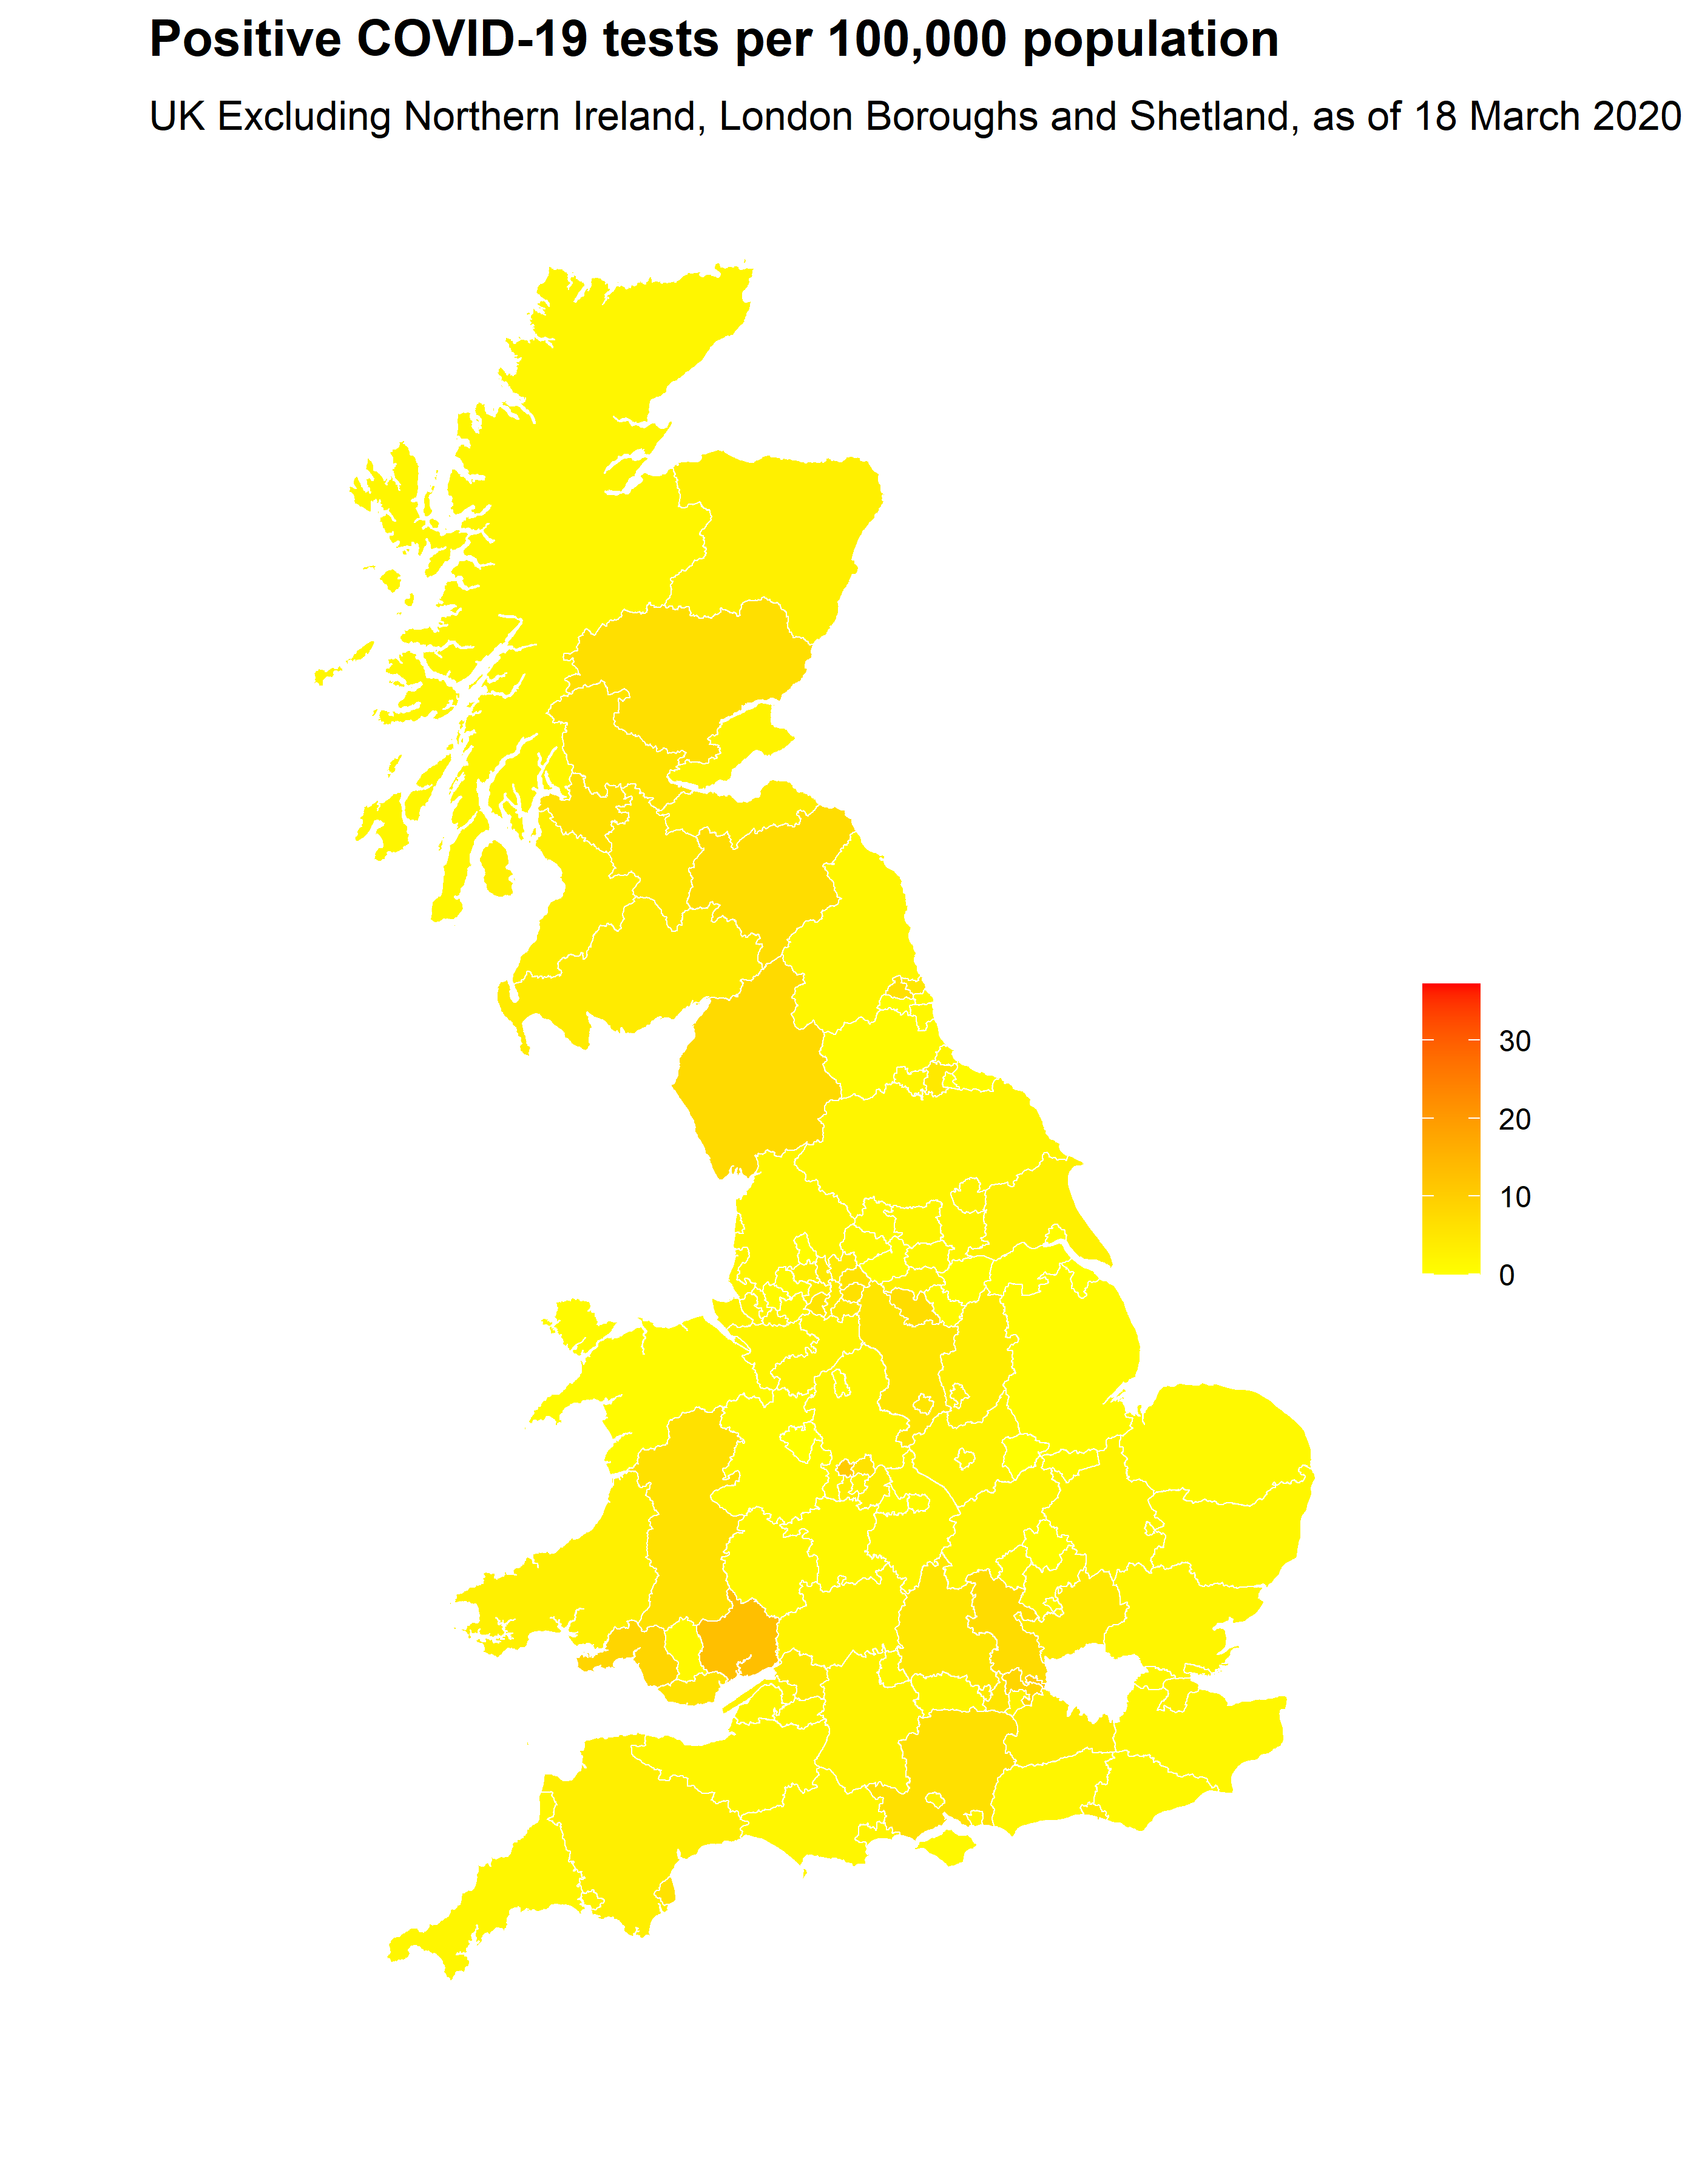 Positive COVID-19 tests per 100,000 population
UK Excluding Northern Ireland, London Boroughs and Shetland, as of 18 March 2020
30
20
10
0